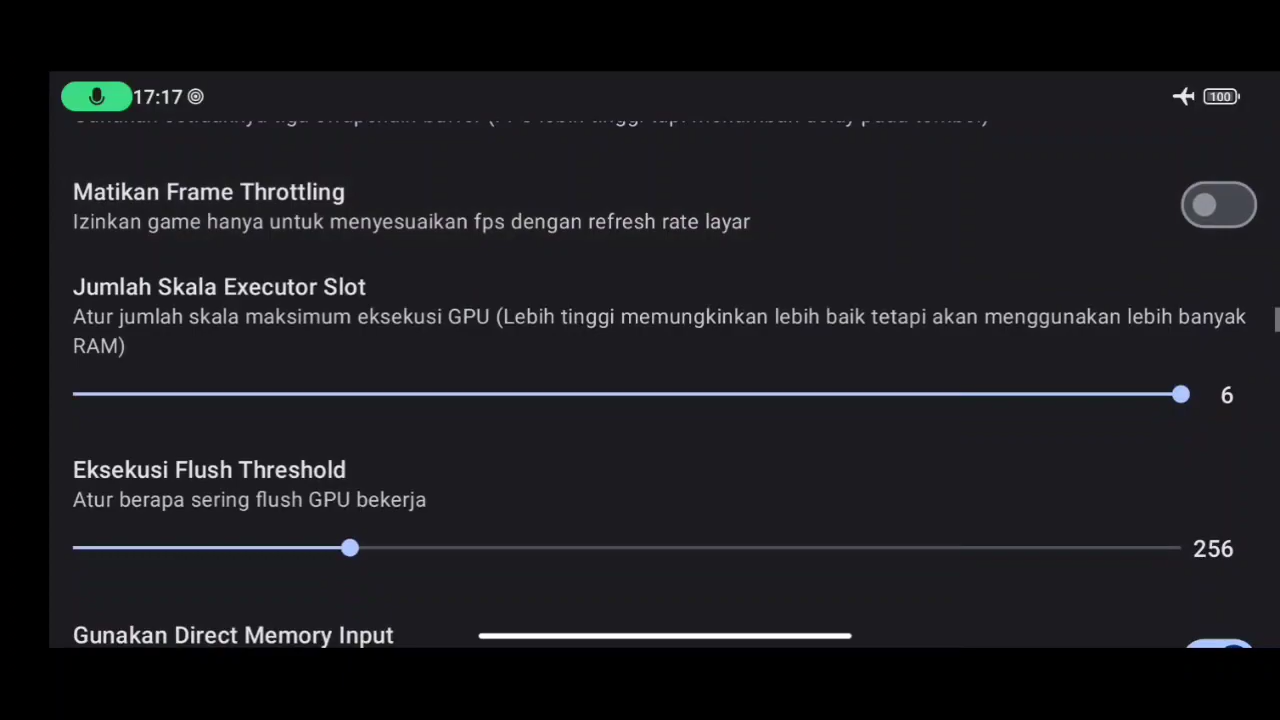 17:17
100
Matikan Frame Throttling
Izinkan game hanya untuk menyesuaikan fps dengan refresh rate layar
Jumlah Skala Executor Slot
Atur jumlah skala maksimum eksekusi GPU (Lebih tinggi memungkinkan lebih baik tetapi akan menggunakan lebih banyak
RAM)
6
Eksekusi Flush Threshold
Atur berapa sering flush GPU bekerja
256
Gunakan Direct Memory Input